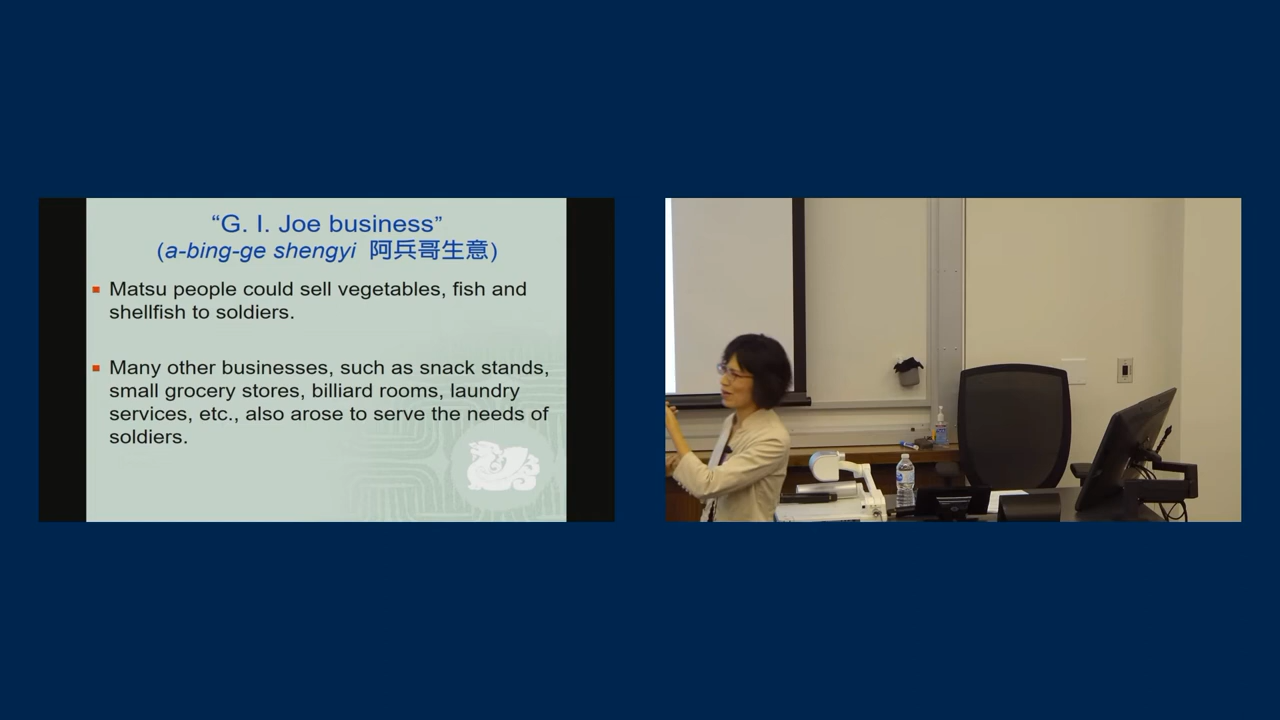 “G. I. Joe business”
(a-bing-ge shengyi 阿兵哥生意)
Matsu people could sell vegetables, fish and
shellfish to soldiers.
Many other businesses, such as snack stands,
small grocery stores, billiard rooms, laundry
services, etc., also arose to serve the needs of
soldiers.